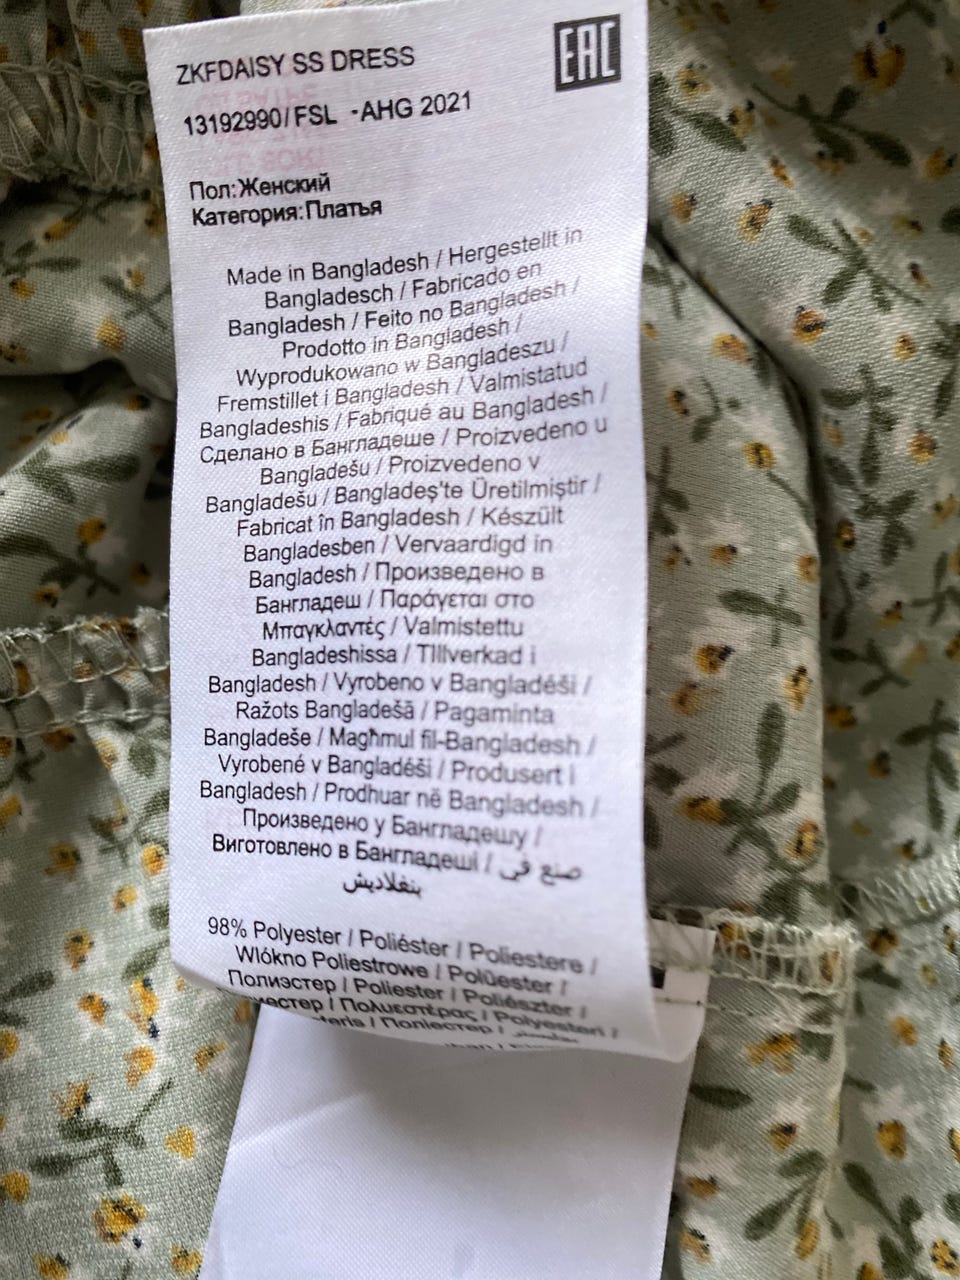 ZKFDAISY SS DRESS
EAC
13192990/FSL -AHG 2021
Пол:Женский
Категория:Платья
Made in Bangladesh / Hergestellt in
Bangladesch / Fabricado en
Bangladesh / Feito no Bangladesh /
Prodotto in Bangladesh /
Wyprodukowano w Bangladeszu /
Fremstillet i Bangladesh / Valmistatud
Bangladeshis / Fabriqué au Bangladesh /
Сделано в Бангладеше / Proizvedeno u
Bangladešu / Proizvedeno v
Bangladešu / Bangladeş'te Üretilmiştir /
Fabricat în Bangladesh / Készült
Bangladesben / Vervaardigd in
Bangladesh / Произведено в
Бангладеш / Παράγεται στο
Μπαγκλαντές / Valmistettu
Bangladeshissa / TIllverkad i
Bangladesh / Vyrobeno v Bangladéši /
Ražots Bangladešā / Pagaminta
Bangladeše / Magħmul fil-Bangladesh /
Vyrobené v Bangladéši / Produsert i
Bangladesh / Prodhuar në Bangladesh /
Произведено у Бангладешу /
Виготовлено в Бангладеші / صنع في
بنغلاديش
98% Polyester / Poliéster / Poliestere /
Wlókno Poliestrowe / Polüester /
Полиэстер / Poliester / Poliészter /
Πολυεστέρας / Polyesteri /
Поліестер /